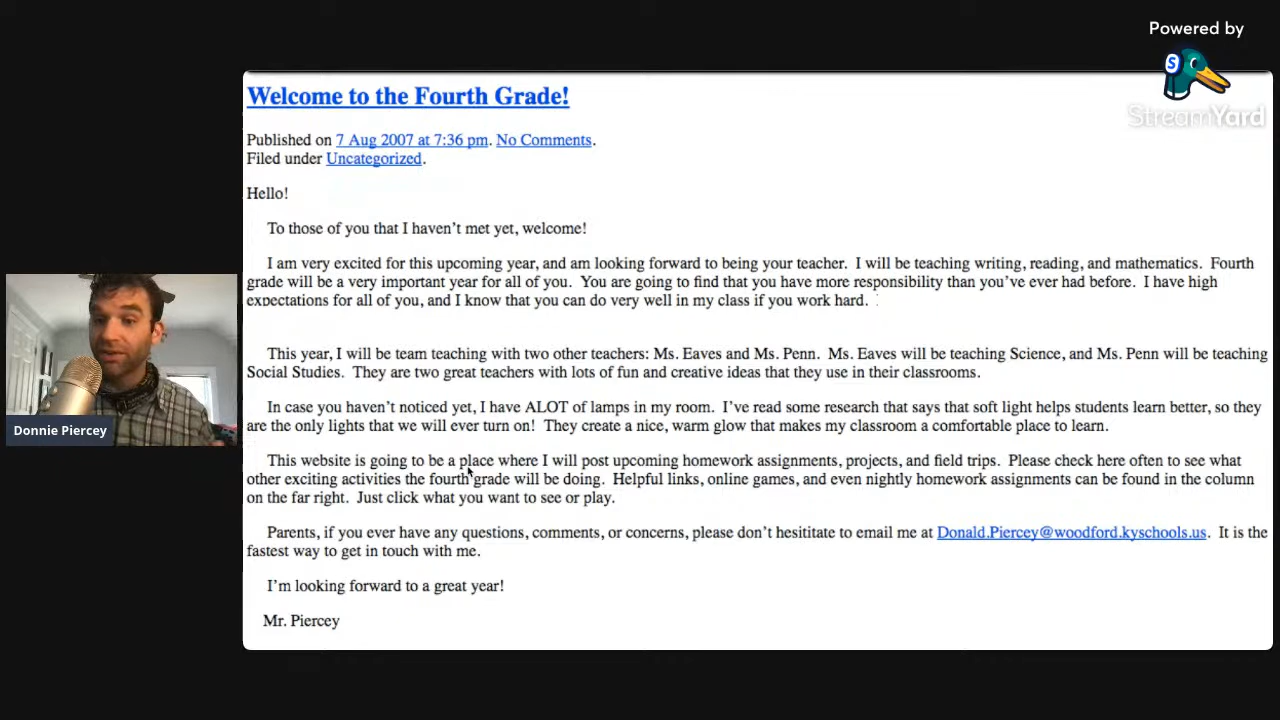 Powered by
S
StreamYard
Welcome to the Fourth Grade!
Published on 7 Aug 2007 at 7:36 pm. No Comments.
Filed under Uncategorized.
Hello!
To those of you that I haven’t met yet, welcome!
I am very excited for this upcoming year, and am looking forward to being your teacher.  I will be teaching writing, reading, and mathematics.  Fourth
grade will be a very important year for all of you.  You are going to find that you have more responsibility than you’ve ever had before.  I have high
expectations for all of you, and I know that you can do very well in my class if you work hard.
This year, I will be team teaching with two other teachers: Ms. Eaves and Ms. Penn.  Ms. Eaves will be teaching Science, and Ms. Penn will be teaching
Social Studies.  They are two great teachers with lots of fun and creative ideas that they use in their classrooms.
In case you haven’t noticed yet, I have ALOT of lamps in my room.  I’ve read some research that says that soft light helps students learn better, so they
are the only lights that we will ever turn on!  They create a nice, warm glow that makes my classroom a comfortable place to learn.
This website is going to be a place where I will post upcoming homework assignments, projects, and field trips.  Please check here often to see what
other exciting activities the fourth grade will be doing.  Helpful links, online games, and even nightly homework assignments can be found in the column
on the far right.  Just click what you want to see or play.
Parents, if you ever have any questions, comments, or concerns, please don’t hesititate to email me at Donald.Piercey@woodford.kyschools.us.  It is the
fastest way to get in touch with me.
I’m looking forward to a great year!
Mr. Piercey
Donnie Piercey